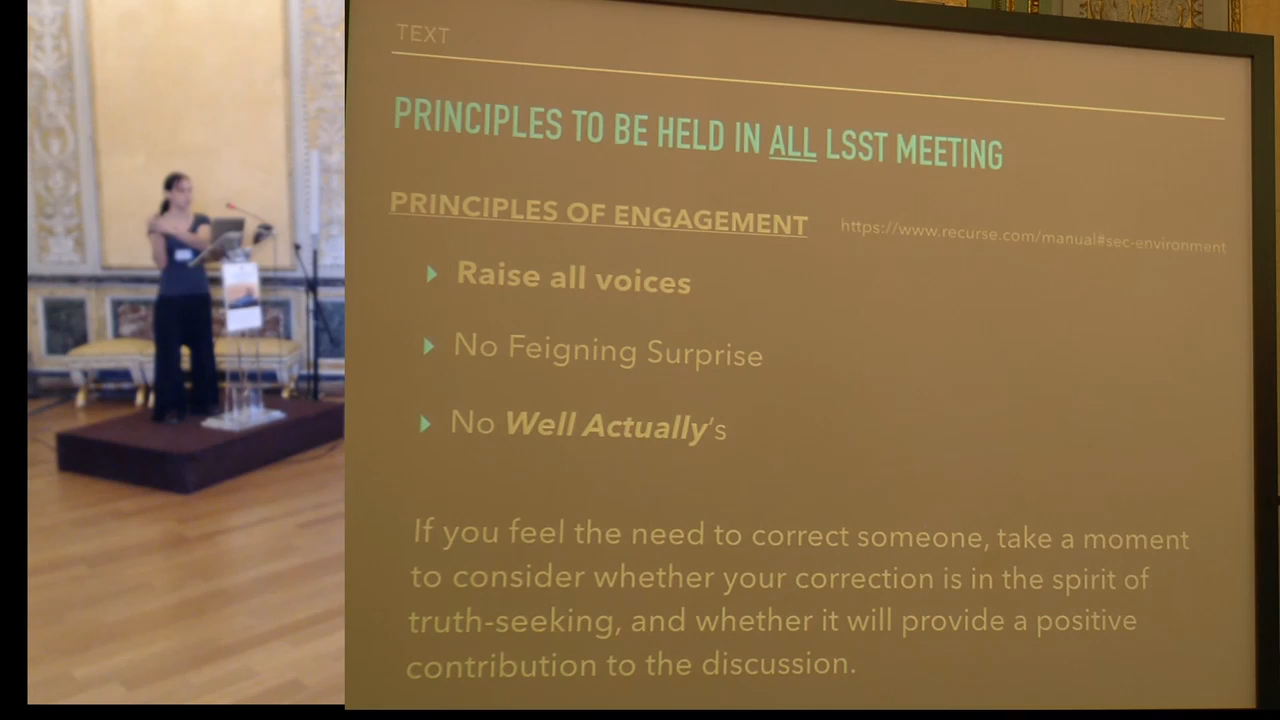 TEXT
PRINCIPLES TO BE HELD IN ALL LSST MEETING
PRINCIPLES OF ENGAGEMENT
https://www.recurse.com/manual#sec-environment
Raise all voices
No Feigning Surprise
No Well Actually's
If you feel the need to correct someone, take a moment
to consider whether your correction is in the spirit of
truth-seeking, and whether it will provide a positive
contribution to the discussion.